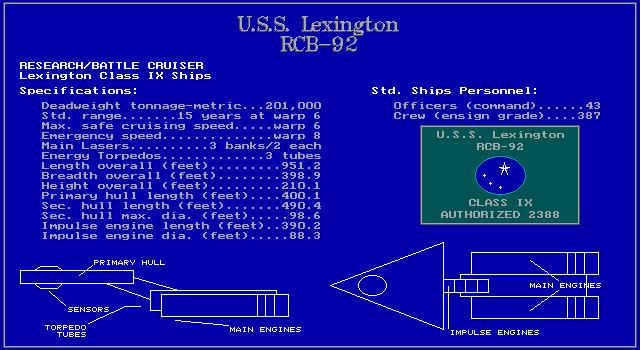 U.S.S. Lexington
RCB-92
RESEARCH/BATTLE CRUISER
Lexington Class IX Ships
Specifications:
Deadweight tonnage-metric...201,000
Std. range.......15 years at warp 6
Max. safe cruising speed.....warp 6
Emergency speed..............warp 8
Main Lasers..........3 banks/2 each
Energy Torpedos.............3 tubes
Length overall (feet).........951.2
Breadth overall (feet)........398.9
Height overall (feet).........210.1
Primary hull length (feet)....400.1
Sec. hull length (feet).......490.4
Sec. hull max. dia. (feet).....98.6
Impulse engine length (feet)..390.2
Impulse engine dia. (feet).....88.3
Std. Ships Personnel:
Officers (command)......43
Crew (ensign grade)....387
U.S.S. Lexington
RCB-92
CLASS IX
AUTHORIZED 2388
PRIMARY HULL
SENSORS
TORPEDO
TUBES
MAIN ENGINES
MAIN ENGINES
IMPULSE ENGINES